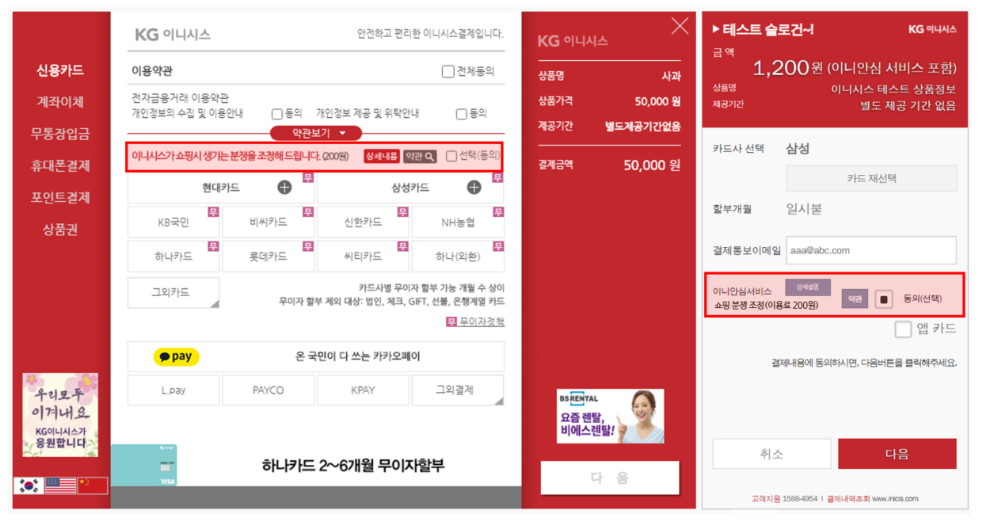 신용카드
계좌이체
무통장입금
휴대폰결제
포인트결제
상품권
우리모두
이겨내요
KG이니시스가
응원합니다
KG 이니시스
안전하고 편리한 이니시스결제입니다.
이용약관
전체동의
전자금융거래 이용약관
개인정보의 수집 및 이용안내 동의 개인정보 제공 및 위탁안내 동의
약관보기 ▼
이니시스가 쇼핑시 생기는 분쟁을 조정해 드립니다. (200원) 상세내용 약관 선택(동의)
현대카드 무 삼성카드 무
KB국민 무 비씨카드 무 신한카드 무 NH농협 무
하나카드 무 롯데카드 무 씨티카드 무 하나(외환) 무
그외카드
카드사별 무이자 할부 가능 개월 수 상이
무이자 할부 제외 대상: 법인, 체크, GIFT, 선불, 은행계열 카드
무 무이자정책
pay 온 국민이 다 쓰는 카카오페이
L.pay PAYCO KPAY 그외결제
VISA
하나카드 2~6개월 무이자할부
KG 이니시스
상품명 사과
상품가격 50,000 원
제공기간 별도제공기간없음
결제금액 50,000 원
BS RENTAL
요즘 렌탈,
비에스렌탈!
다 음
▶ 테스트 슬로건~! KG 이니시스
금 액
1,200원 (이니안심 서비스 포함)
상품명 이니시스 테스트 상품정보
제공기간 별도 제공 기간 없음
카드사 선택 삼성
카드 재선택
할부개월 일시불
결제통보이메일 aaa@abc.com
이니안심서비스 상세설명
쇼핑 분쟁 조정(이용료 200원) 약관 동의(선택)
앱 카드
결제내용에 동의하시면, 다음버튼을 클릭해주세요.
취소 다음
고객지원 1588-4954 | 결제내역조회 www.inicis.com